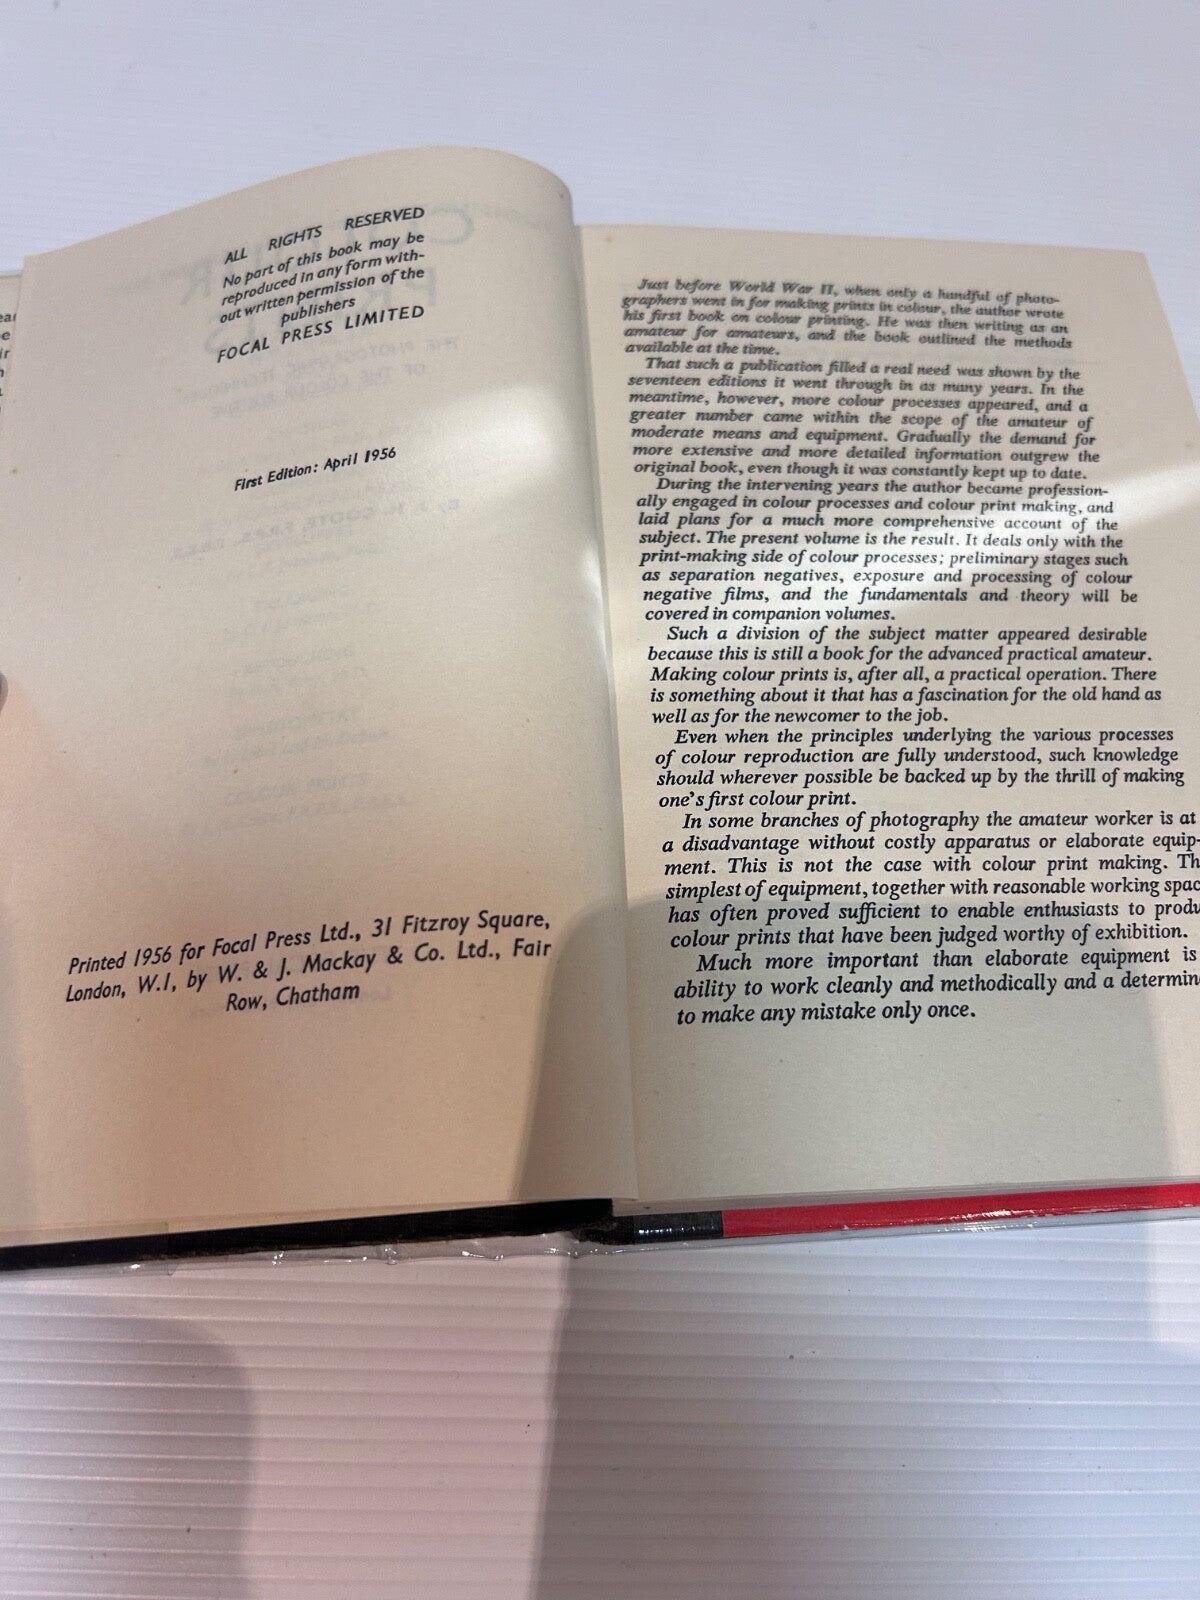 ALL RIGHTS RESERVED
No part of this book may be
reproduced in any form with-
out written permission of the
publishers
FOCAL PRESS LIMITED
First Edition: April 1956
Printed 1956 for Focal Press Ltd., 31 Fitzroy Square,
London, W.I, by W. & J. Mackay & Co. Ltd., Fair
Row, Chatham
Just before World War II, when only a handful of photo-
graphers went in for making prints in colour, the author wrote
his first book on colour printing. He was then writing as an
amateur for amateurs, and the book outlined the methods
available at the time.
That such a publication filled a real need was shown by the
seventeen editions it went through in as many years. In the
meantime, however, more colour processes appeared, and a
greater number came within the scope of the amateur of
moderate means and equipment. Gradually the demand for
more extensive and more detailed information outgrew the
original book, even though it was constantly kept up to date.
During the intervening years the author became profession-
ally engaged in colour processes and colour print making, and
laid plans for a much more comprehensive account of the
subject. The present volume is the result. It deals only with the
print-making side of colour processes; preliminary stages such
as separation negatives, exposure and processing of colour
negative films, and the fundamentals and theory will be
covered in companion volumes.
Such a division of the subject matter appeared desirable
because this is still a book for the advanced practical amateur.
Making colour prints is, after all, a practical operation. There
is something about it that has a fascination for the old hand as
well as for the newcomer to the job.
Even when the principles underlying the various processes
of colour reproduction are fully understood, such knowledge
should wherever possible be backed up by the thrill of making
one's first colour print.
In some branches of photography the amateur worker is at
a disadvantage without costly apparatus or elaborate equip-
ment. This is not the case with colour print making. Th
simplest of equipment, together with reasonable working spac
has often proved sufficient to enable enthusiasts to produ
colour prints that have been judged worthy of exhibition.
Much more important than elaborate equipment is
ability to work cleanly and methodically and a determin
to make any mistake only once.